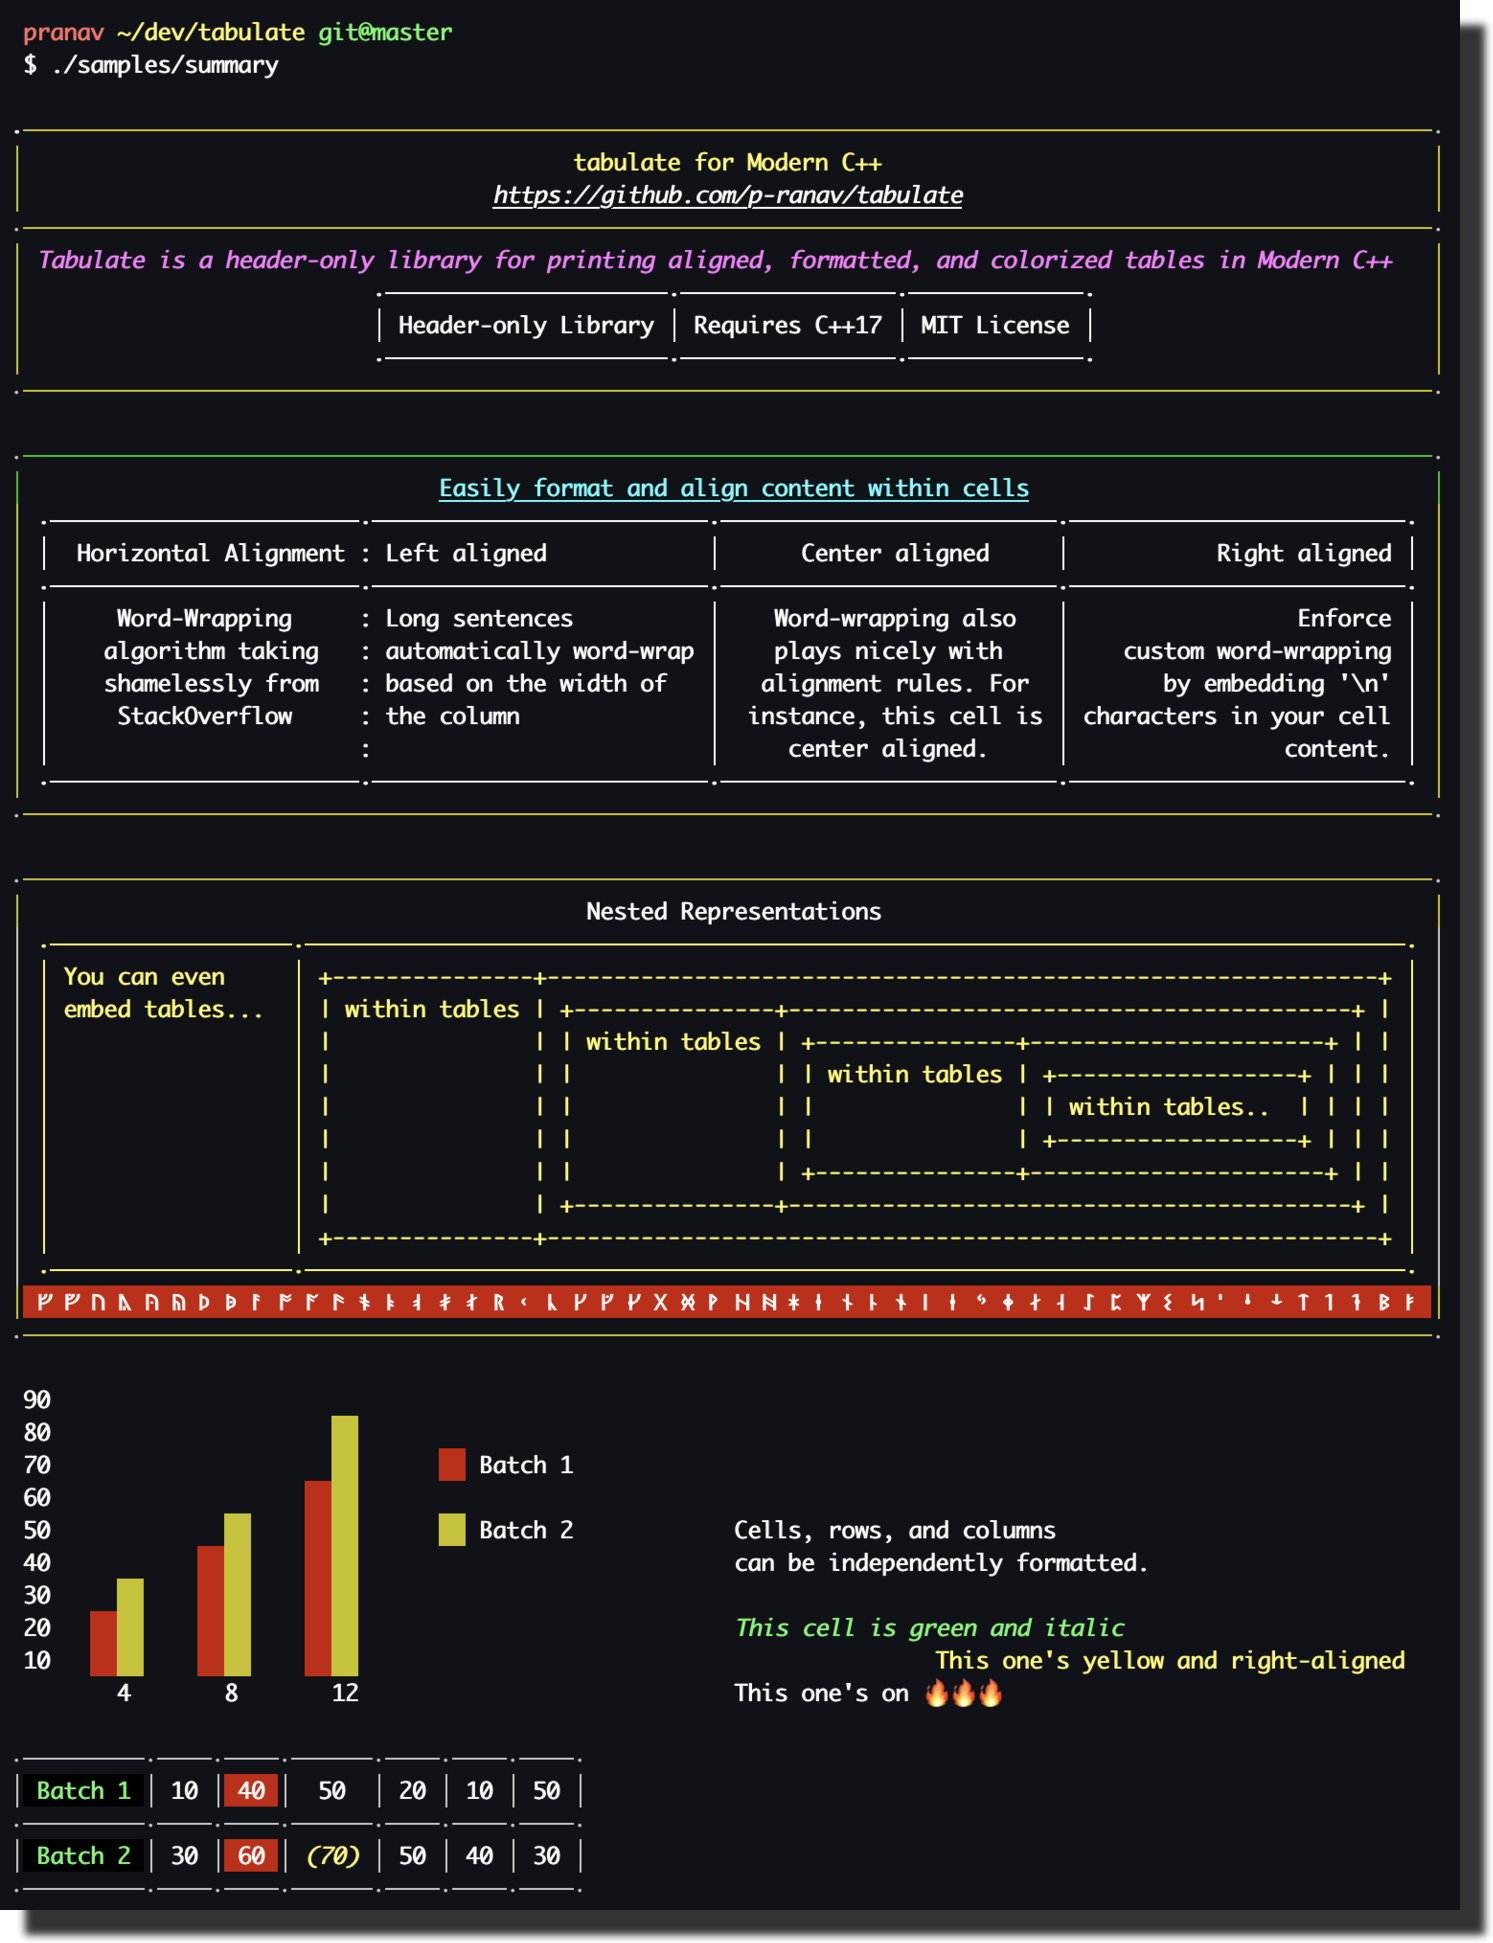 pranav ~/dev/tabulate git@master
$ ./samples/summary
tabulate for Modern C++
https://github.com/p-ranav/tabulate
Tabulate is a header-only library for printing aligned, formatted, and colorized tables in Modern C++
Header-only Library | Requires C++17 | MIT License
Easily format and align content within cells
Horizontal Alignment : Left aligned | Center aligned | Right aligned
Word-Wrapping : Long sentences | Word-wrapping also | Enforce
algorithm taking : automatically word-wrap | plays nicely with | custom word-wrapping
shamelessly from : based on the width of | alignment rules. For | by embedding '\n'
StackOverflow : the column | instance, this cell is | characters in your cell
: | center aligned. | content.
Nested Representations
You can even
embed tables... | within tables
within tables
within tables
within tables..
90
80
70 Batch 1
60
50 Batch 2 Cells, rows, and columns
40 can be independently formatted.
30
20 This cell is green and italic
10 This one's yellow and right-aligned
4 8 12 This one's on 🔥🔥🔥
Batch 1 | 10 | 40 | 50 | 20 | 10 | 50
Batch 2 | 30 | 60 | (70) | 50 | 40 | 30